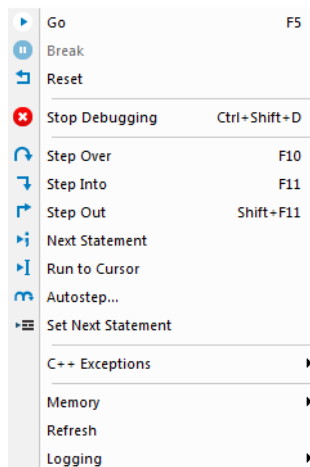 Go F5
Break
Reset
Stop Debugging Ctrl+Shift+D
Step Over F10
Step Into F11
Step Out Shift+F11
Next Statement
Run to Cursor
Autostep...
Set Next Statement
C++ Exceptions
Memory
Refresh
Logging